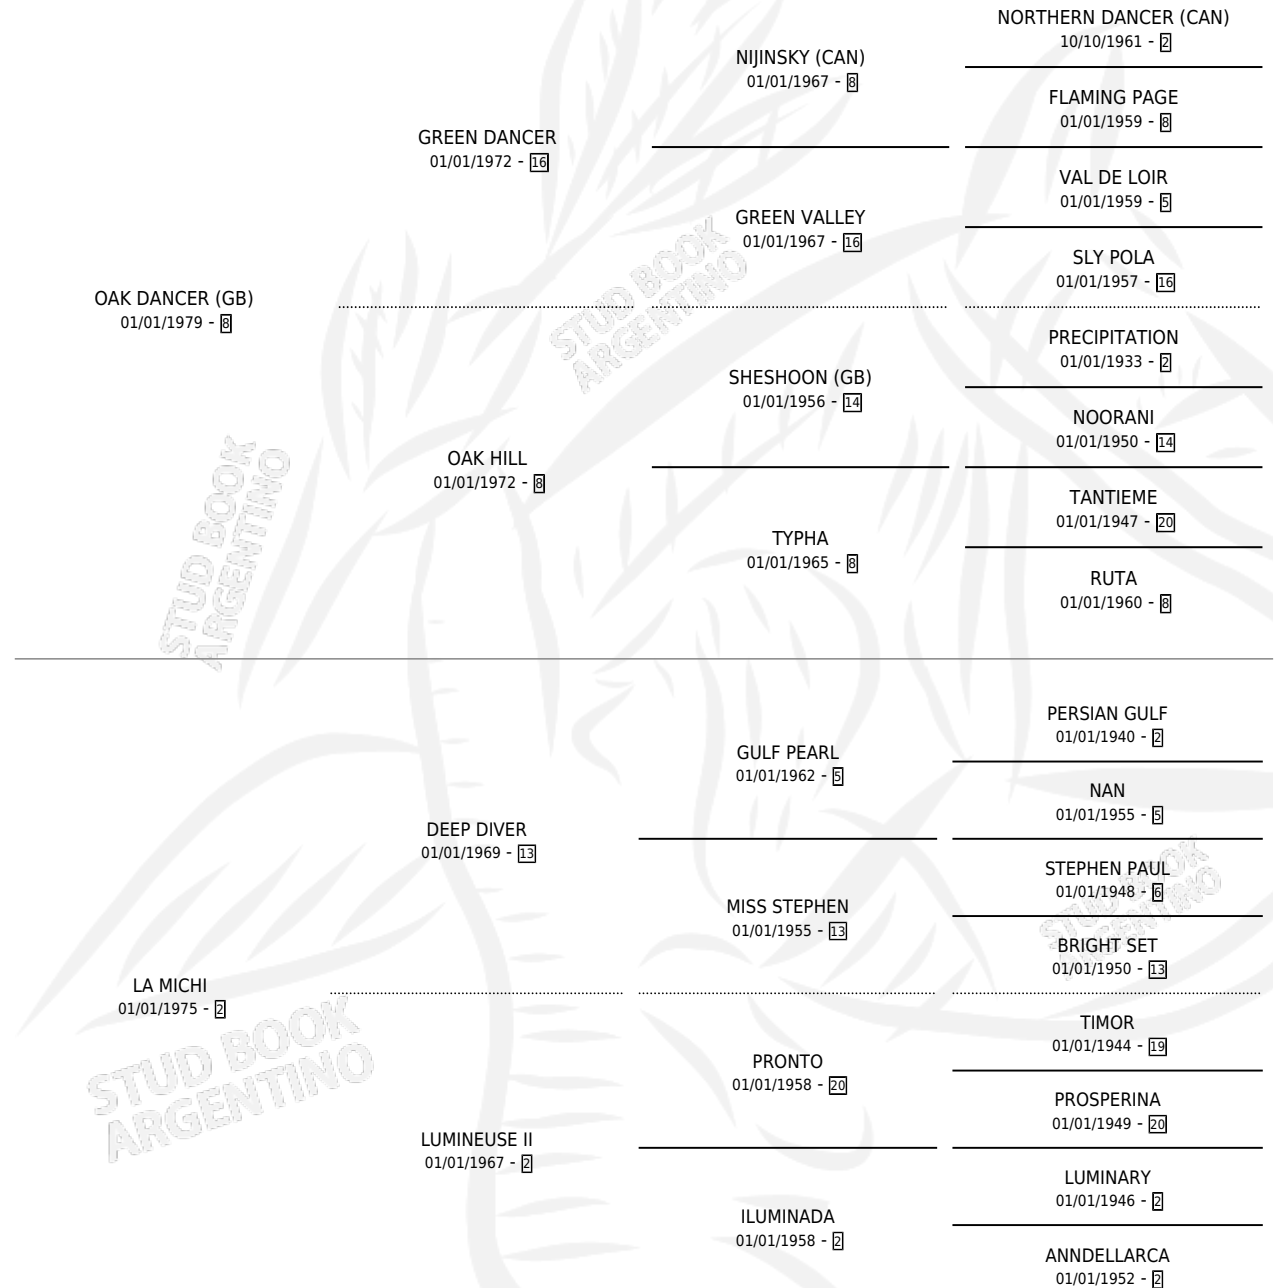 NORTHERN DANCER (CAN)
10/10/1961 - 2
NIJINSKY (CAN)
01/01/1967 - 8
FLAMING PAGE
01/01/1959 - 8
GREEN DANCER
01/01/1972 - 16
VAL DE LOIR
01/01/1959 - 5
GREEN VALLEY
01/01/1967 - 16
SLY POLA
01/01/1957 - 16
OAK DANCER (GB)
01/01/1979 - 8
STUD BOOK
ARGENTINO
PRECIPITATION
01/01/1933 - 2
SHESHOON (GB)
01/01/1956 - 14
NOORANI
01/01/1950 - 14
OAK HILL
01/01/1972 - 8
STUD BOOK
ARGENTINO
TANTIEME
01/01/1947 - 20
TYPHA
01/01/1965 - 8
RUTA
01/01/1960 - 8
PERSIAN GULF
01/01/1940 - 2
GULF PEARL
01/01/1962 - 5
NAN
01/01/1955 - 5
DEEP DIVER
01/01/1969 - 13
STEPHEN PAUL
01/01/1948 - 6
STUD BOOK
ARGENTINO
MISS STEPHEN
01/01/1955 - 13
BRIGHT SET
01/01/1950 - 13
LA MICHI
01/01/1975 - 2
STUD BOOK
ARGENTINO
TIMOR
01/01/1944 - 19
PRONTO
01/01/1958 - 20
PROSPERINA
01/01/1949 - 20
LUMINEUSE II
01/01/1967 - 2
LUMINARY
01/01/1946 - 2
ILUMINADA
01/01/1958 - 2
ANNDELLARCA
01/01/1952 - 2